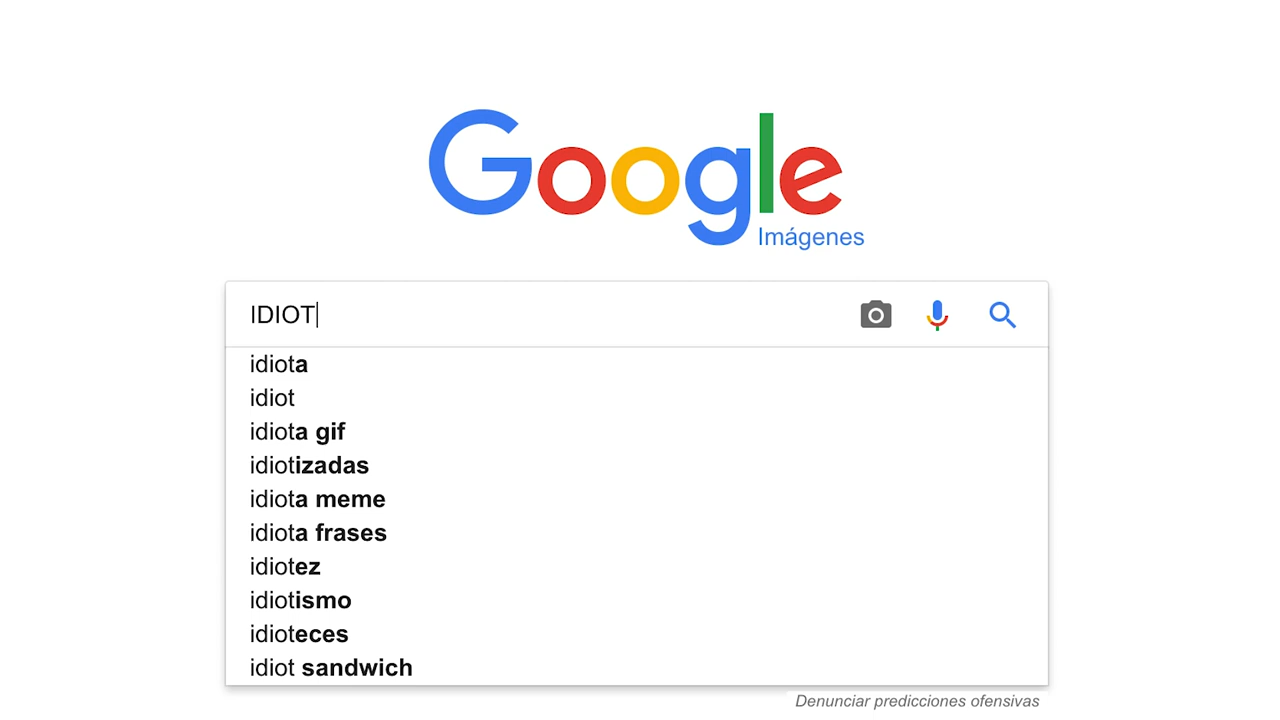 Google
Imágenes
IDIOT
idiota
idiot
idiota gif
idiotizadas
idiota meme
idiota frases
idiotez
idiotismo
idioteces
idiot sandwich
Denunciar predicciones ofensivas